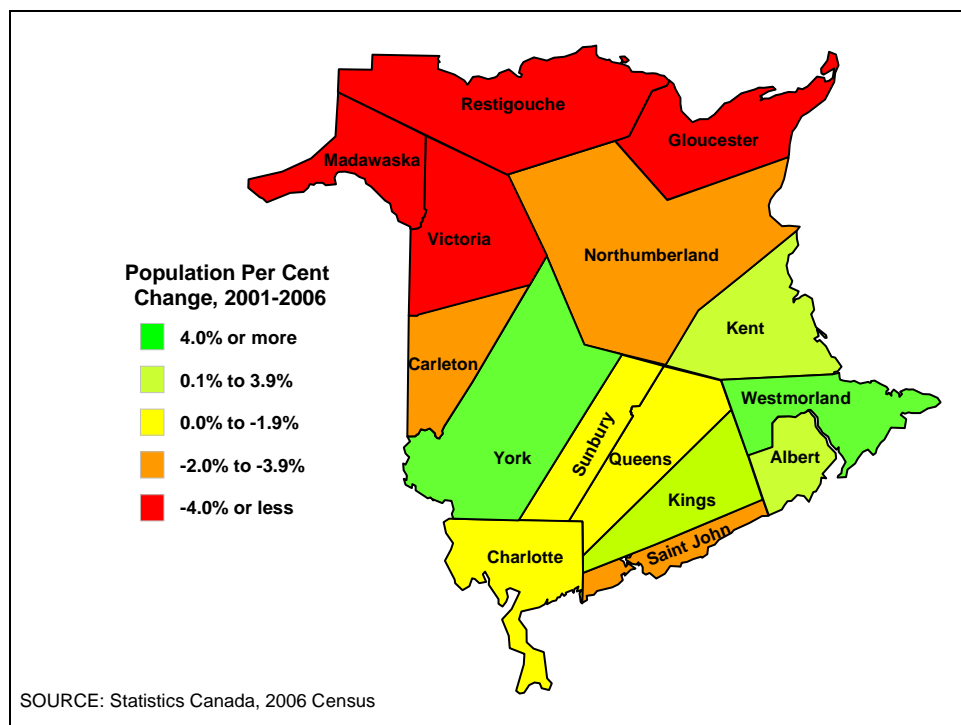 Restigouche
Gloucester
Madawaska
Victoria
Northumberland
Population Per Cent
Change, 2001-2006
4.0% or more
0.1% to 3.9%
0.0% to -1.9%
-2.0% to -3.9%
-4.0% or less
Kent
Carleton
Westmorland
York
Sunbury
Queens
Albert
Kings
Saint John
Charlotte
SOURCE: Statistics Canada, 2006 Census